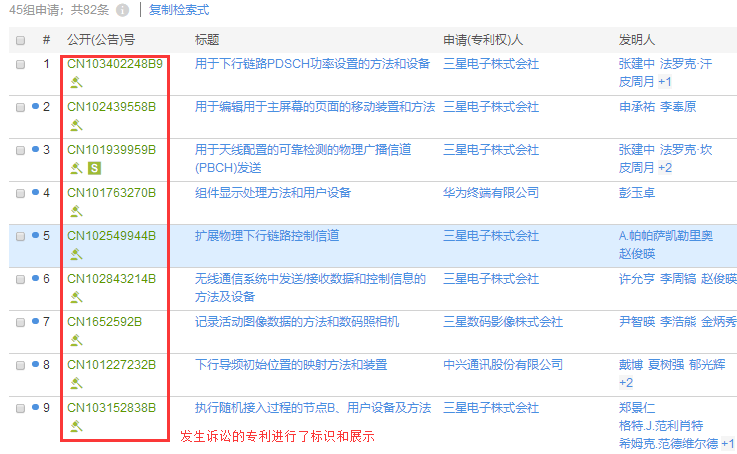 45组申请；共82条 复制检索式
# 公开(公告)号 标题 申请(专利权)人 发明人
1 CN103402248B9 用于下行链路PDSCH功率设置的方法和设备 三星电子株式会社 张建中 法罗克·汗
皮周月 +1
2 CN102439558B 用于编辑用于主屏幕的页面的移动装置和方法 三星电子株式会社 申承祐 李奉原
3 CN101939959B 用于天线配置的可靠检测的物理广播信道 三星电子株式会社 张建中 法罗克·坎
S (PBCH)发送 皮周月 +2
4 CN101763270B 组件显示处理方法和用户设备 华为终端有限公司 彭玉卓
5 CN102549944B 扩展物理下行链路控制信道 三星电子株式会社 A.帕帕萨凯勒里奥
赵俊暎
6 CN102843214B 无线通信系统中发送/接收数据和控制信息的 三星电子株式会社 许允亨 李周镐 赵俊暎
方法及设备
7 CN1652592B 记录活动图像数据的方法和数码照相机 三星数码影像株式会社 尹智暎 李浩熊 金炳秀
8 CN101227232B 下行导频初始位置的映射方法和装置 中兴通讯股份有限公司 戴博 夏树强 郁光辉
+2
9 CN103152838B 执行随机接入过程的节点B、用户设备及方法 三星电子株式会社 郑景仁
格特.J.范利肖特
发生诉讼的专利进行了标识和展示 希姆克.范德维尔德 +1